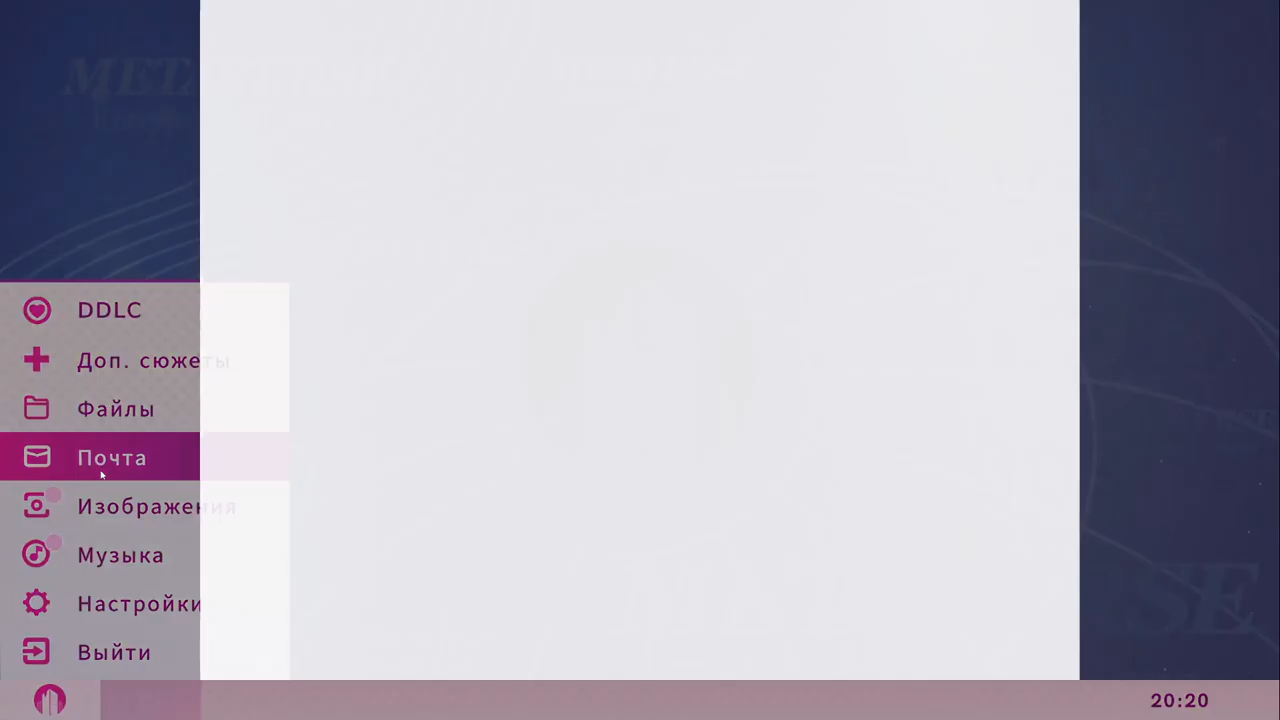 DDLC
Доп. сюжеты
Файлы
Почта
Изображения
Музыка
Настройки
Выйти
20:20